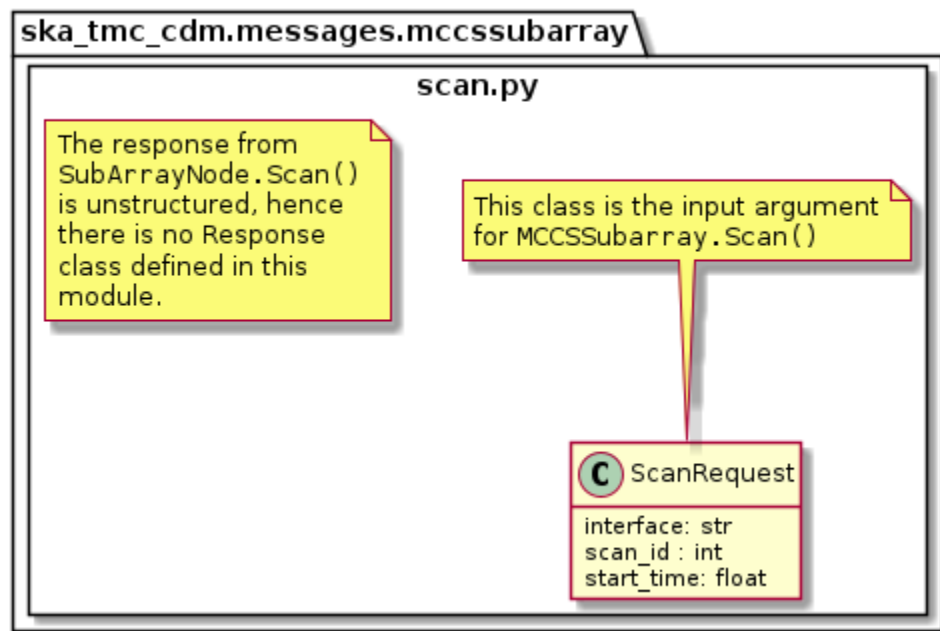 ska_tmc_cdm.messages.mccssubarray
scan.py
The response from
SubArrayNode.Scan()
is unstructured, hence
there is no Response
class defined in this
module.
This class is the input argument
for MCCSSubarray.Scan()
C ScanRequest
interface: str
scan_id : int
start_time: float